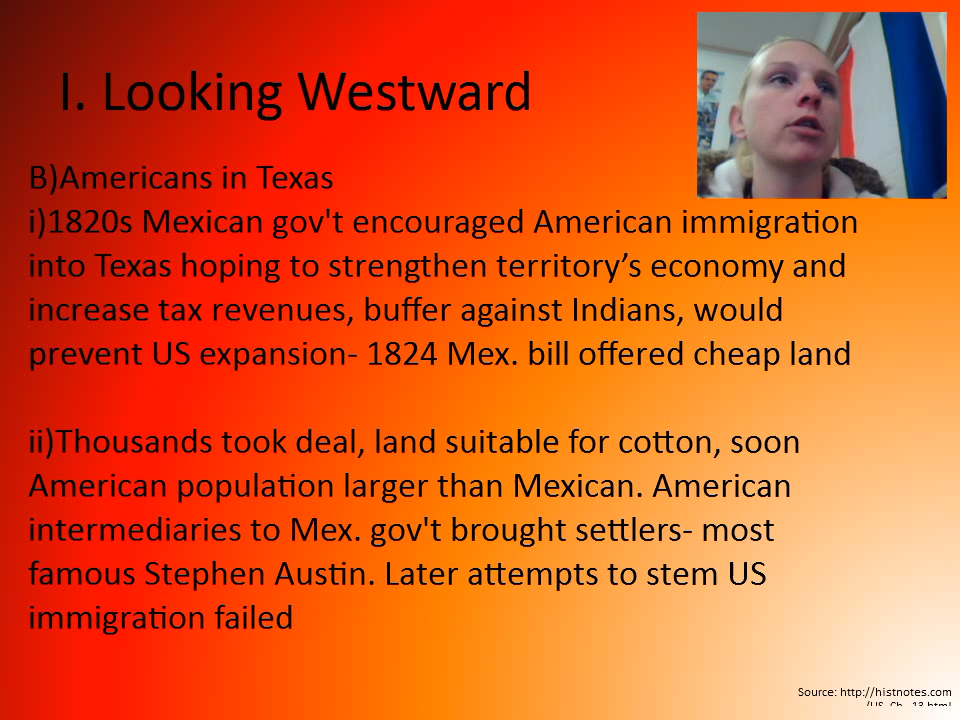 I. Looking Westward
B)Americans in Texas
i)1820s Mexican gov't encouraged American immigration
into Texas hoping to strengthen territory’s economy and
increase tax revenues, buffer against Indians, would
prevent US expansion- 1824 Mex. bill offered cheap land
ii)Thousands took deal, land suitable for cotton, soon
American population larger than Mexican. American
intermediaries to Mex. gov't brought settlers- most
famous Stephen Austin. Later attempts to stem US
immigration failed
Source: http://histnotes.com
/US_Ch._13.html